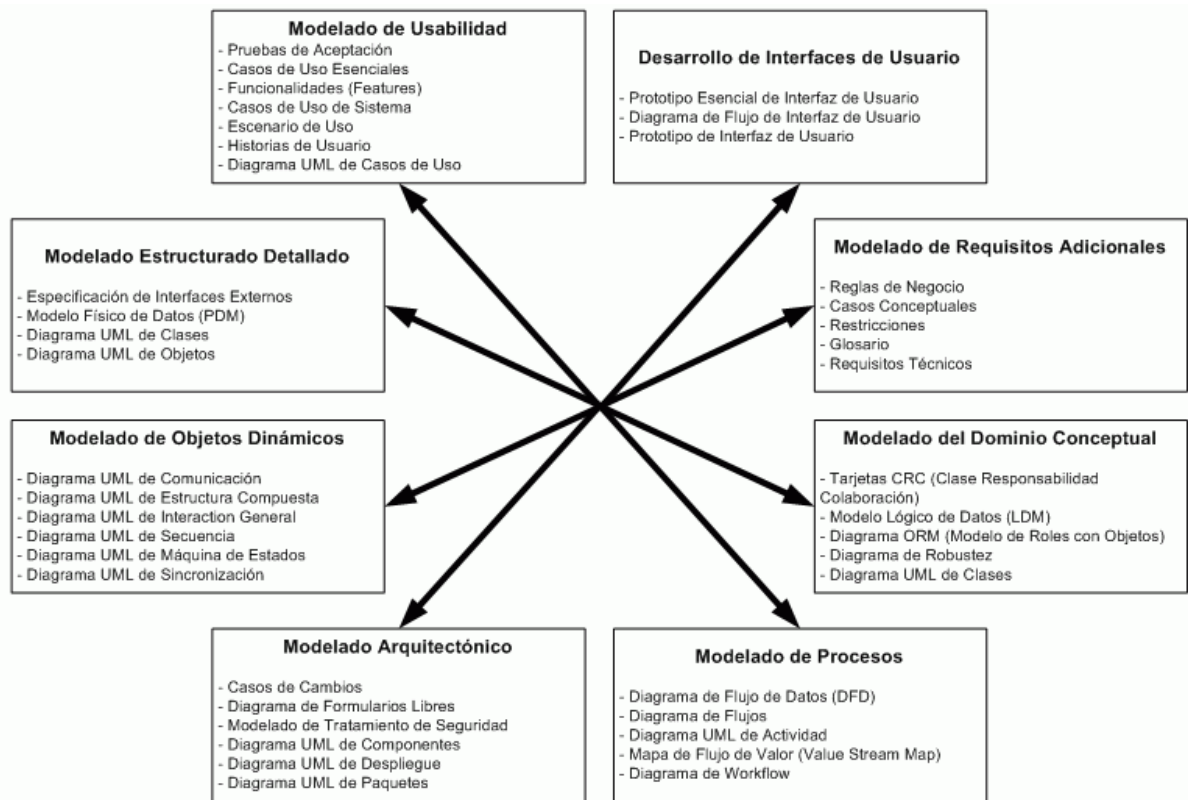 Modelado de Usabilidad
- Pruebas de Aceptación
- Casos de Uso Esenciales
- Funcionalidades (Features)
- Casos de Uso de Sistema
- Escenario de Uso
- Historias de Usuario
- Diagrama UML de Casos de Uso
Desarrollo de Interfaces de Usuario
- Prototipo Esencial de Interfaz de Usuario
- Diagrama de Flujo de Interfaz de Usuario
- Prototipo de Interfaz de Usuario
Modelado Estructurado Detallado
- Especificación de Interfaces Externos
- Modelo Físico de Datos (PDM)
- Diagrama UML de Clases
- Diagrama UML de Objetos
Modelado de Requisitos Adicionales
- Reglas de Negocio
- Casos Conceptuales
- Restricciones
- Glosario
- Requisitos Técnicos
Modelado de Objetos Dinámicos
- Diagrama UML de Comunicación
- Diagrama UML de Estructura Compuesta
- Diagrama UML de Interaction General
- Diagrama UML de Secuencia
- Diagrama UML de Máquina de Estados
- Diagrama UML de Sincronización
Modelado del Dominio Conceptual
- Tarjetas CRC (Clase Responsabilidad
Colaboración)
- Modelo Lógico de Datos (LDM)
- Diagrama ORM (Modelo de Roles con Objetos)
- Diagrama de Robustez
- Diagrama UML de Clases
Modelado Arquitectónico
- Casos de Cambios
- Diagrama de Formularios Libres
- Modelado de Tratamiento de Seguridad
- Diagrama UML de Componentes
- Diagrama UML de Despliegue
- Diagrama UML de Paquetes
Modelado de Procesos
- Diagrama de Flujo de Datos (DFD)
- Diagrama de Flujos
- Diagrama UML de Actividad
- Mapa de Flujo de Valor (Value Stream Map)
- Diagrama de Workflow